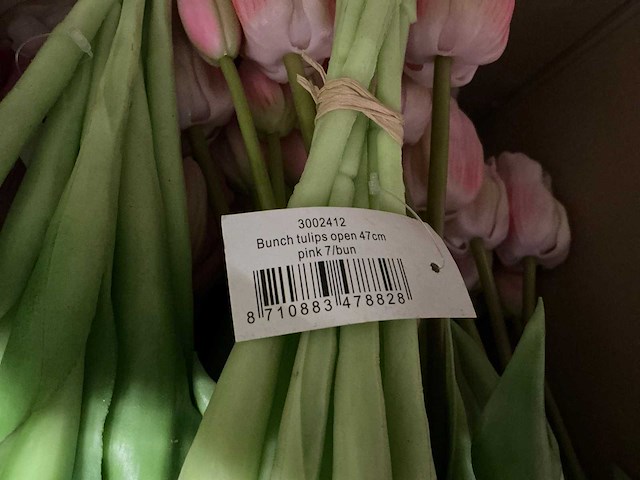 3002412
Bunch tulips open 47cm
pink 7/bun
8 710883 478828